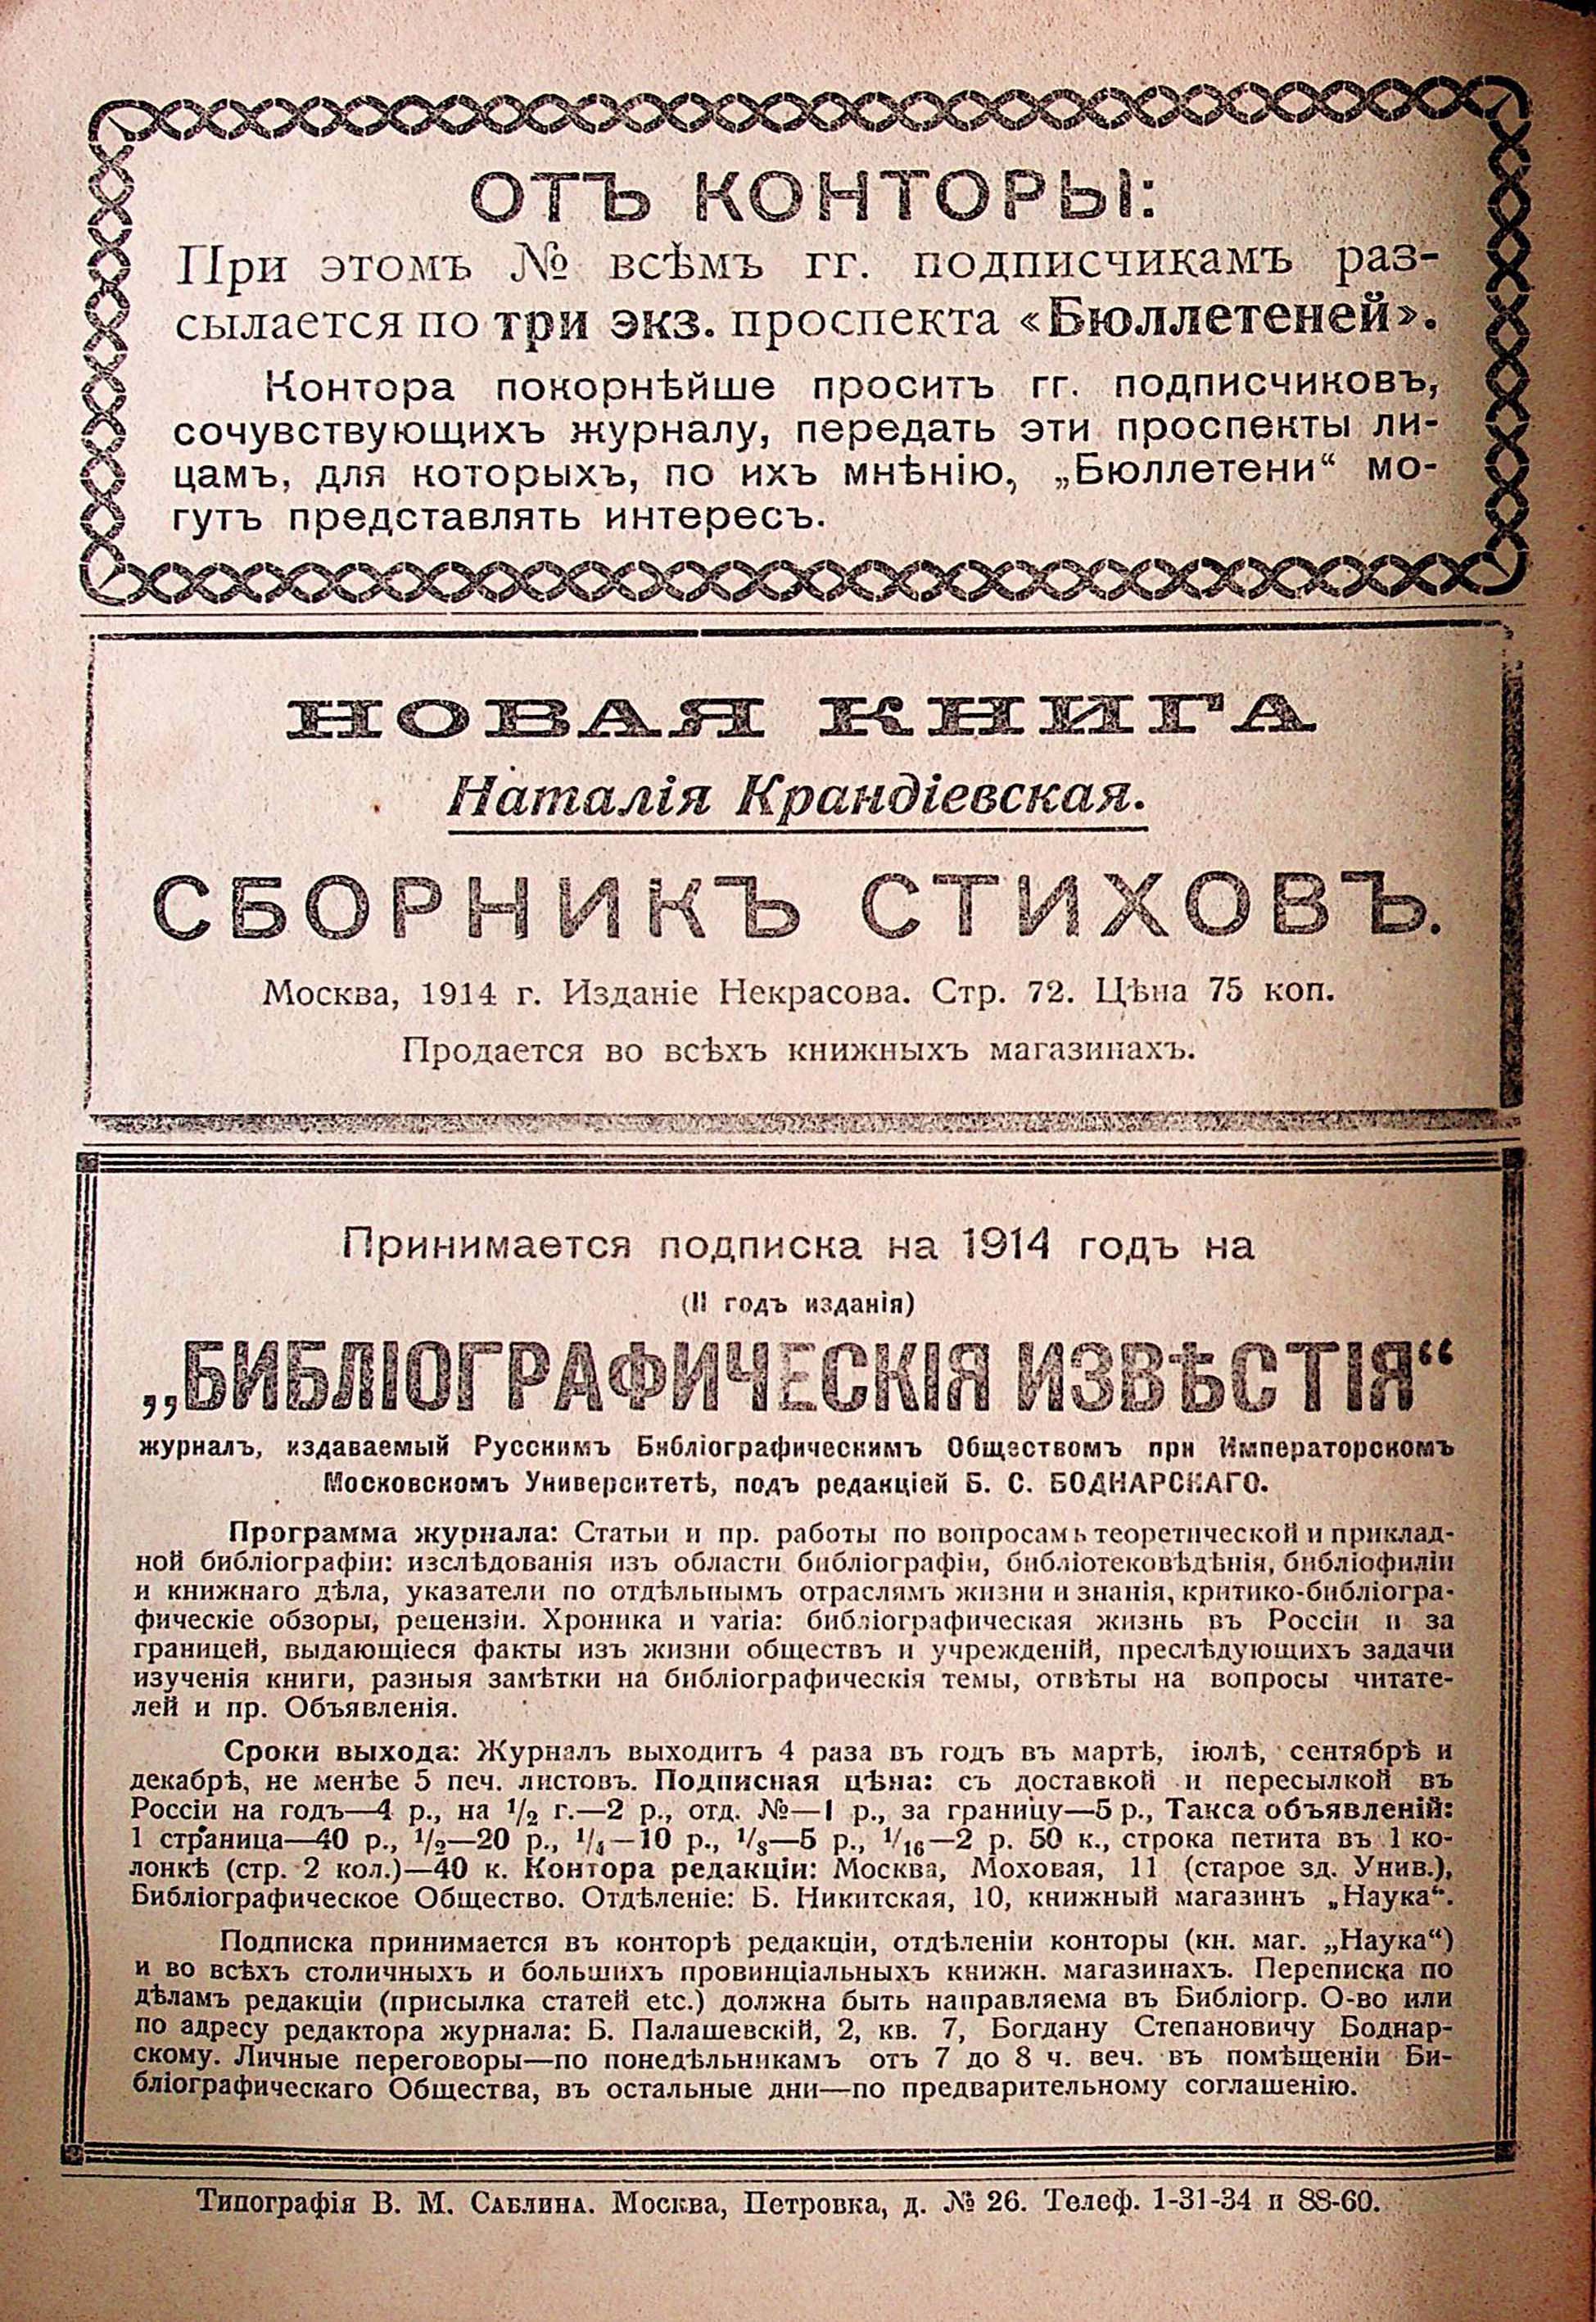 ОТЪ КОНТОРЫ:
При этомъ № всѣмъ гг. подписчикамъ раз-
сылается по три экз. проспекта «Бюллетеней».
Контора покорнѣйше проситъ гг. подписчиковъ,
сочувствующихъ журналу, передать эти проспекты ли-
цамъ, для которыхъ, по ихъ мнѣнію, „Бюллетени“ мо-
гутъ представлять интересъ.
НОВАЯ КНИГА
Наталія Крандіевская.
СБОРНИКЪ СТИХОВЪ.
Москва, 1914 г. Изданіе Некрасова. Стр. 72. Цѣна 75 коп.
Продается во всѣхъ книжныхъ магазинахъ.
Принимается подписка на 1914 годъ на
(II годъ изданія)
„БИБЛІОГРАФИЧЕСКІЯ ИЗВѢСТІЯ“
журналъ, издаваемый Русскимъ Библіографическимъ Обществомъ при Императорскомъ
Московскомъ Университетѣ, подъ редакціей Б. С. БОДНАРСКАГО.
Программа журнала: Статьи и пр. работы по вопросамъ теоретической и приклад-
ной библіографіи: изслѣдованія изъ области библіографіи, библіотековѣдѣнія, библіофиліи
и книжнаго дѣла, указатели по отдѣльнымъ отраслямъ жизни и знанія, критико-библіогра-
фическіе обзоры, рецензіи. Хроника и varia: библіографическая жизнь въ Россіи и за
границей, выдающіеся факты изъ жизни обществъ и учрежденій, преслѣдующихъ задачи
изученія книги, разныя замѣтки на библіографическія темы, отвѣты на вопросы читате-
лей и пр. Объявленія.
Сроки выхода: Журналъ выходитъ 4 раза въ годъ въ мартѣ, іюлѣ, сентябрѣ и
декабрѣ, не менѣе 5 печ. листовъ. Подписная цѣна: съ доставкой и пересылкой въ
Россіи на годъ—4 р., на 1/2 г.—2 р., отд. №—1 р., за границу—5 р., Такса объявленій:
1 страница—40 р., 1/2—20 р., 1/4—10 р., 1/8—5 р., 1/16—2 р. 50 к., строка петита въ 1 ко-
лонкѣ (стр. 2 кол.)—40 к. Контора редакціи: Москва, Моховая, 11 (старое зд. Унив.),
Библіографическое Общество. Отдѣленіе: Б. Никитская, 10, книжный магазинъ „Наука“.
Подписка принимается въ конторѣ редакціи, отдѣленіи конторы (кн. маг. „Наука“)
и во всѣхъ столичныхъ и большихъ провинціальныхъ книжн. магазинахъ. Переписка по
дѣламъ редакціи (присылка статей etc.) должна быть направляема въ Библіогр. О-во или
по адресу редактора журнала: Б. Палашевскій, 2, кв. 7, Богдану Степановичу Боднар-
скому. Личные переговоры—по понедѣльникамъ отъ 7 до 8 ч. веч. въ помѣщеніи Би-
бліографическаго Общества, въ остальные дни—по предварительному соглашенію.
Типографія В. М. Саблина. Москва, Петровка, д. № 26. Телеф. 1-31-34 и 88-60.